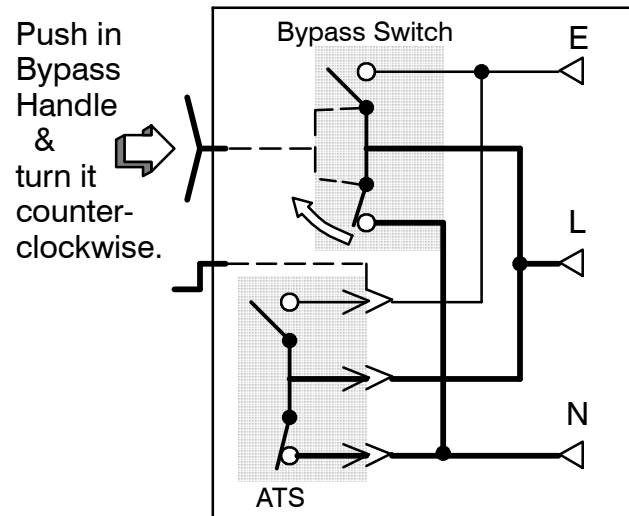 Push in
Bypass
Handle
&
turn it
counter-
clockwise.
Bypass Switch
E
L
N
ATS